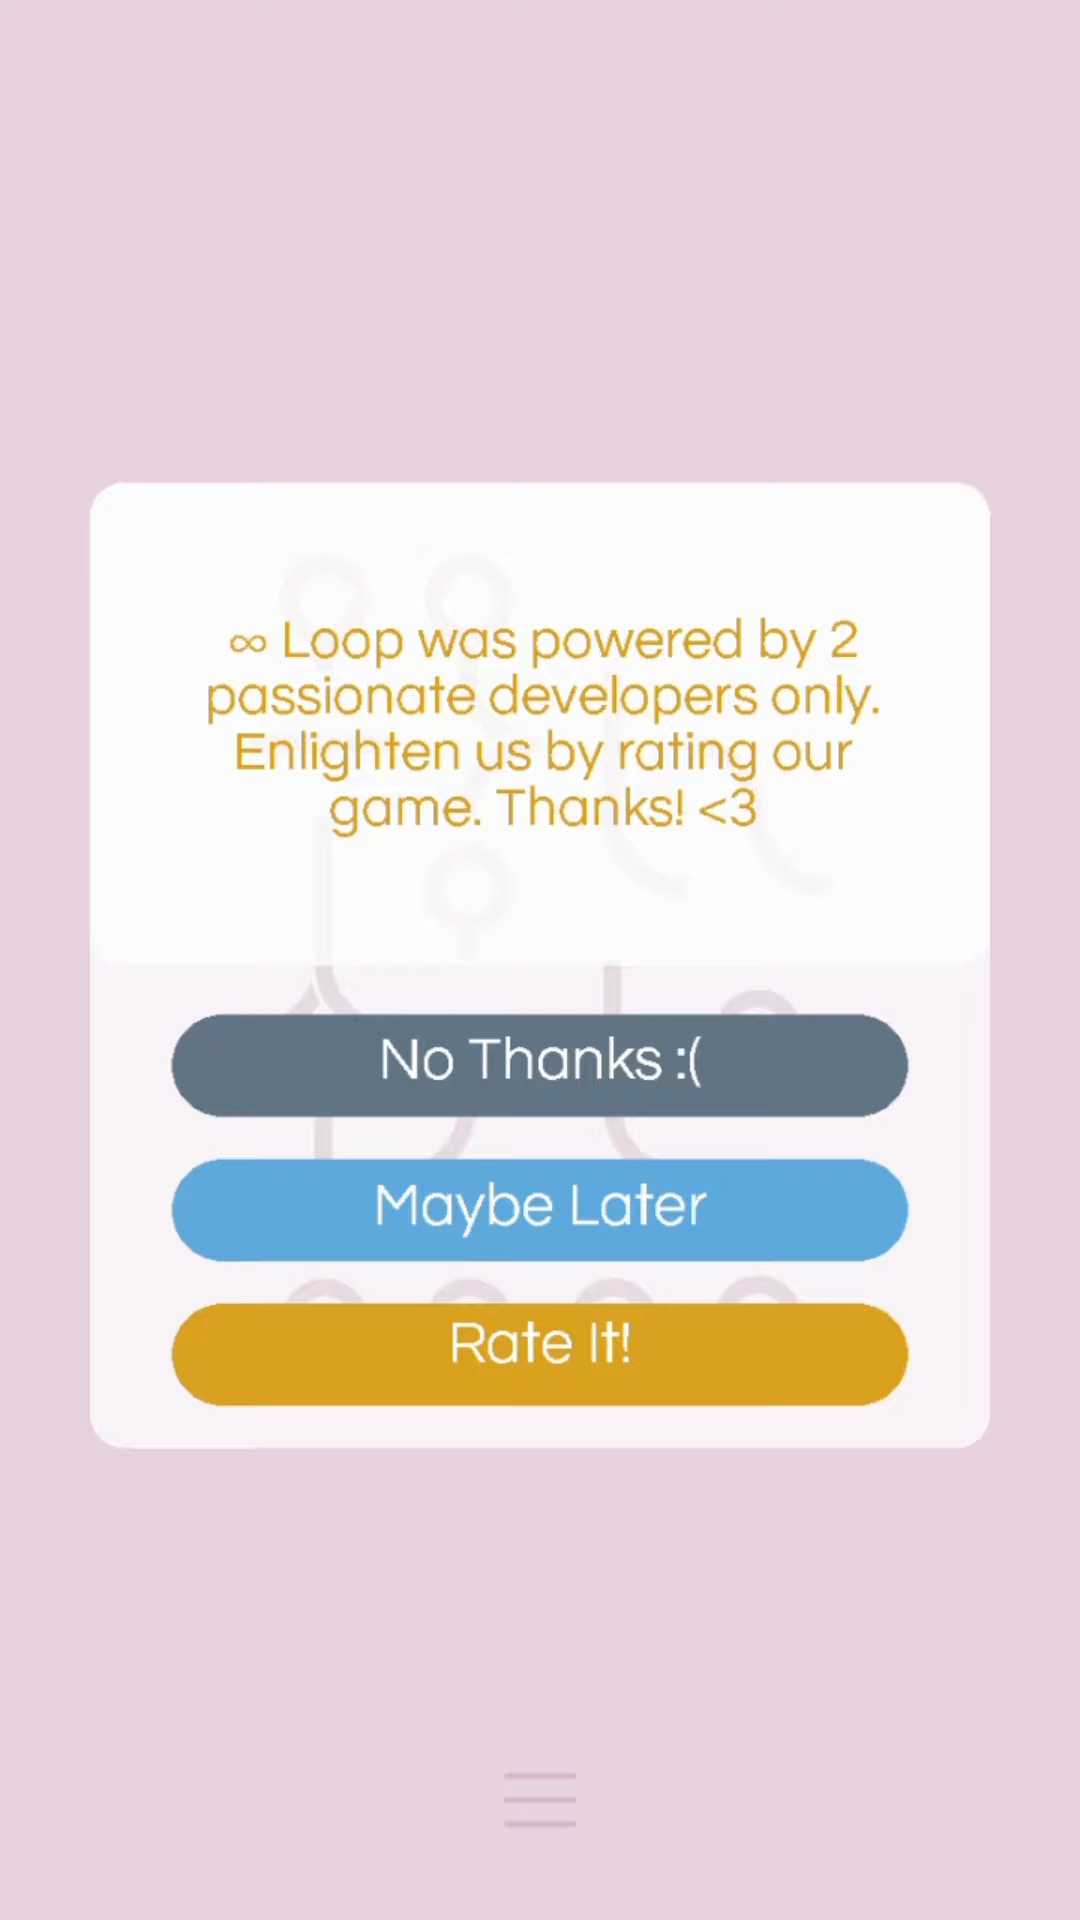 ∞ Loop was powered by 2
passionate developers only.
Enlighten us by rating our
game. Thanks! <3
No Thanks :(
Maybe Later
Rate It!